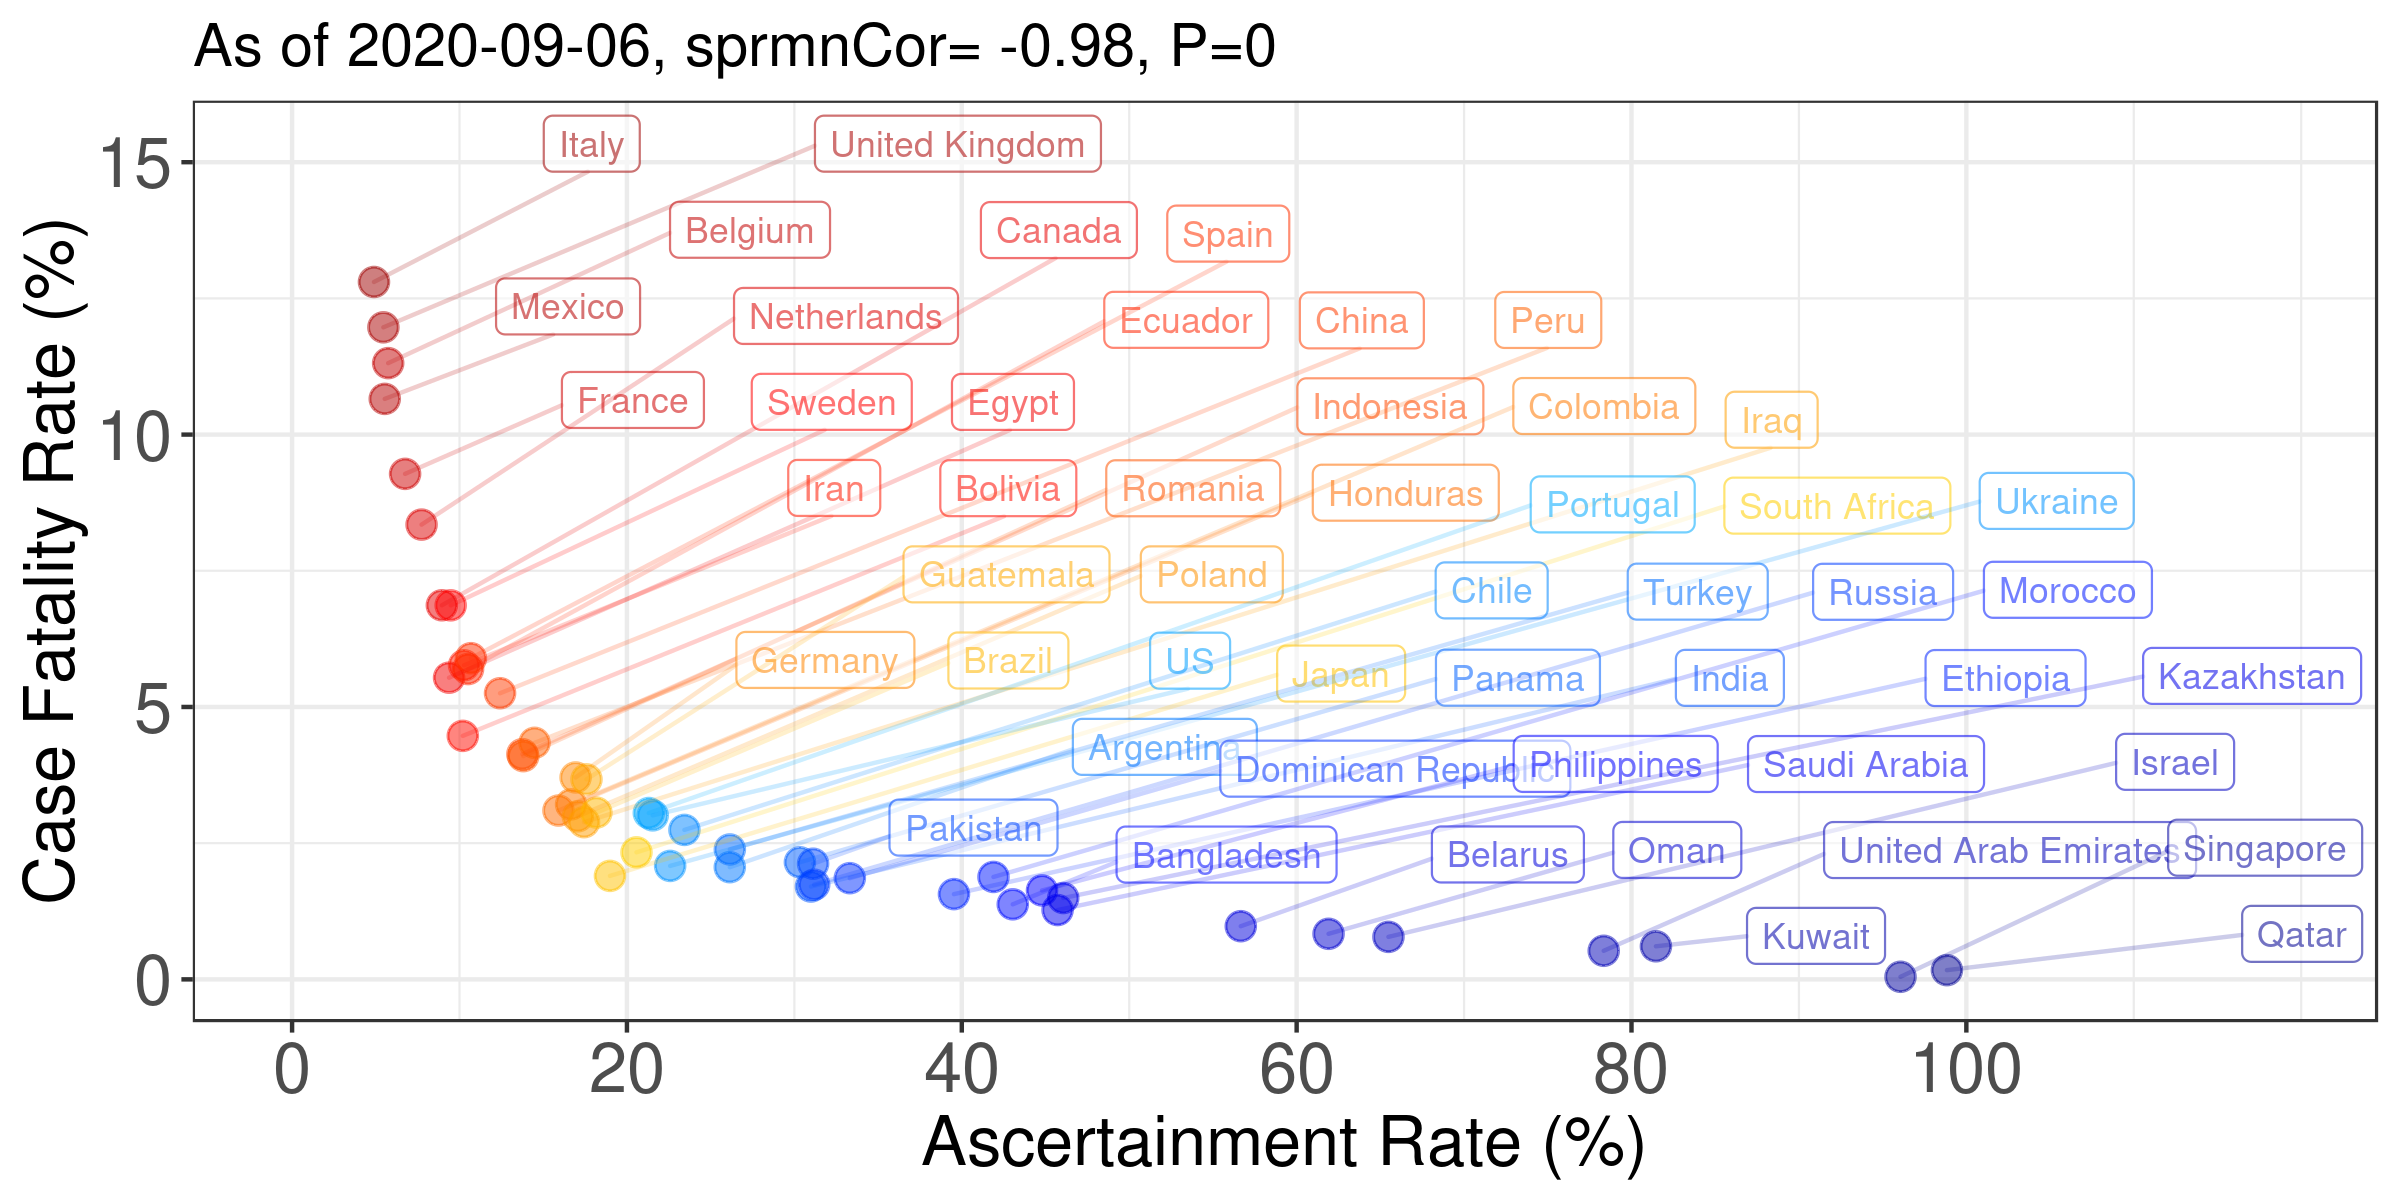 As of 2020-09-06, sprmnCor= -0.98, P=0
Case Fatality Rate (%)
15
10
5
0
Italy
United Kingdom
Belgium
Canada
Spain
Mexico
Netherlands
Ecuador
China
Peru
France
Sweden
Egypt
Indonesia
Colombia
Iraq
Iran
Bolivia
Romania
Honduras
Portugal
South Africa
Ukraine
Guatemala
Poland
Chile
Turkey
Russia
Morocco
Germany
Brazil
US
Japan
Panama
India
Ethiopia
Kazakhstan
Argentina
Dominican Republic
Philippines
Saudi Arabia
Israel
Pakistan
Bangladesh
Belarus
Oman
United Arab Emirates
Singapore
Kuwait
Qatar
0
20
40
60
80
100
Ascertainment Rate (%)